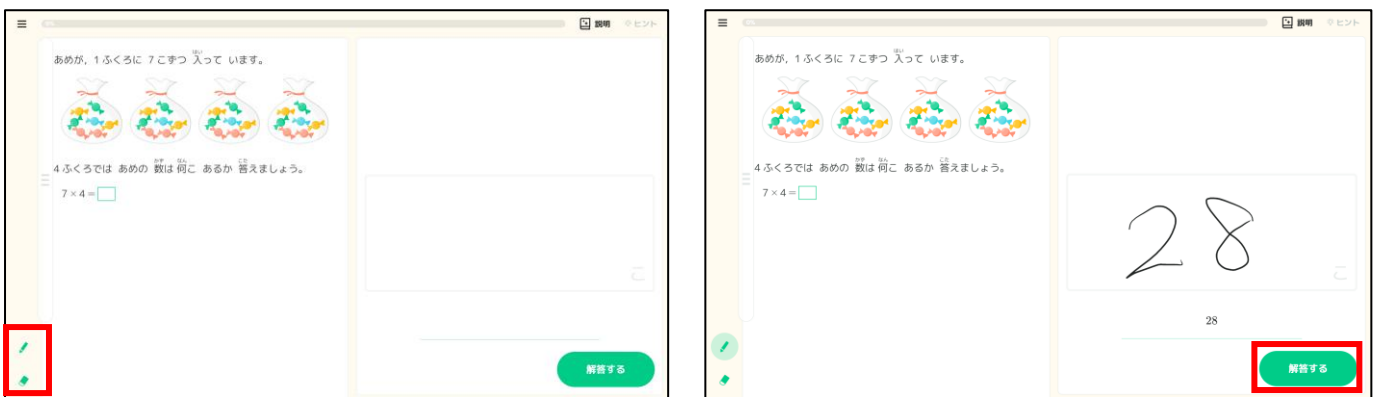 説明 ヒント
あめが，1ふくろに 7こずつ 入って います。
はい
4ふくろでは あめの 数は 何こ あるか 答えましょう。
かず なん こた
7×4＝
こ
解答する
説明 ヒント
あめが，1ふくろに 7こずつ 入って います。
はい
4ふくろでは あめの 数は 何こ あるか 答えましょう。
かず なん こた
7×4＝
28
こ
28
解答する